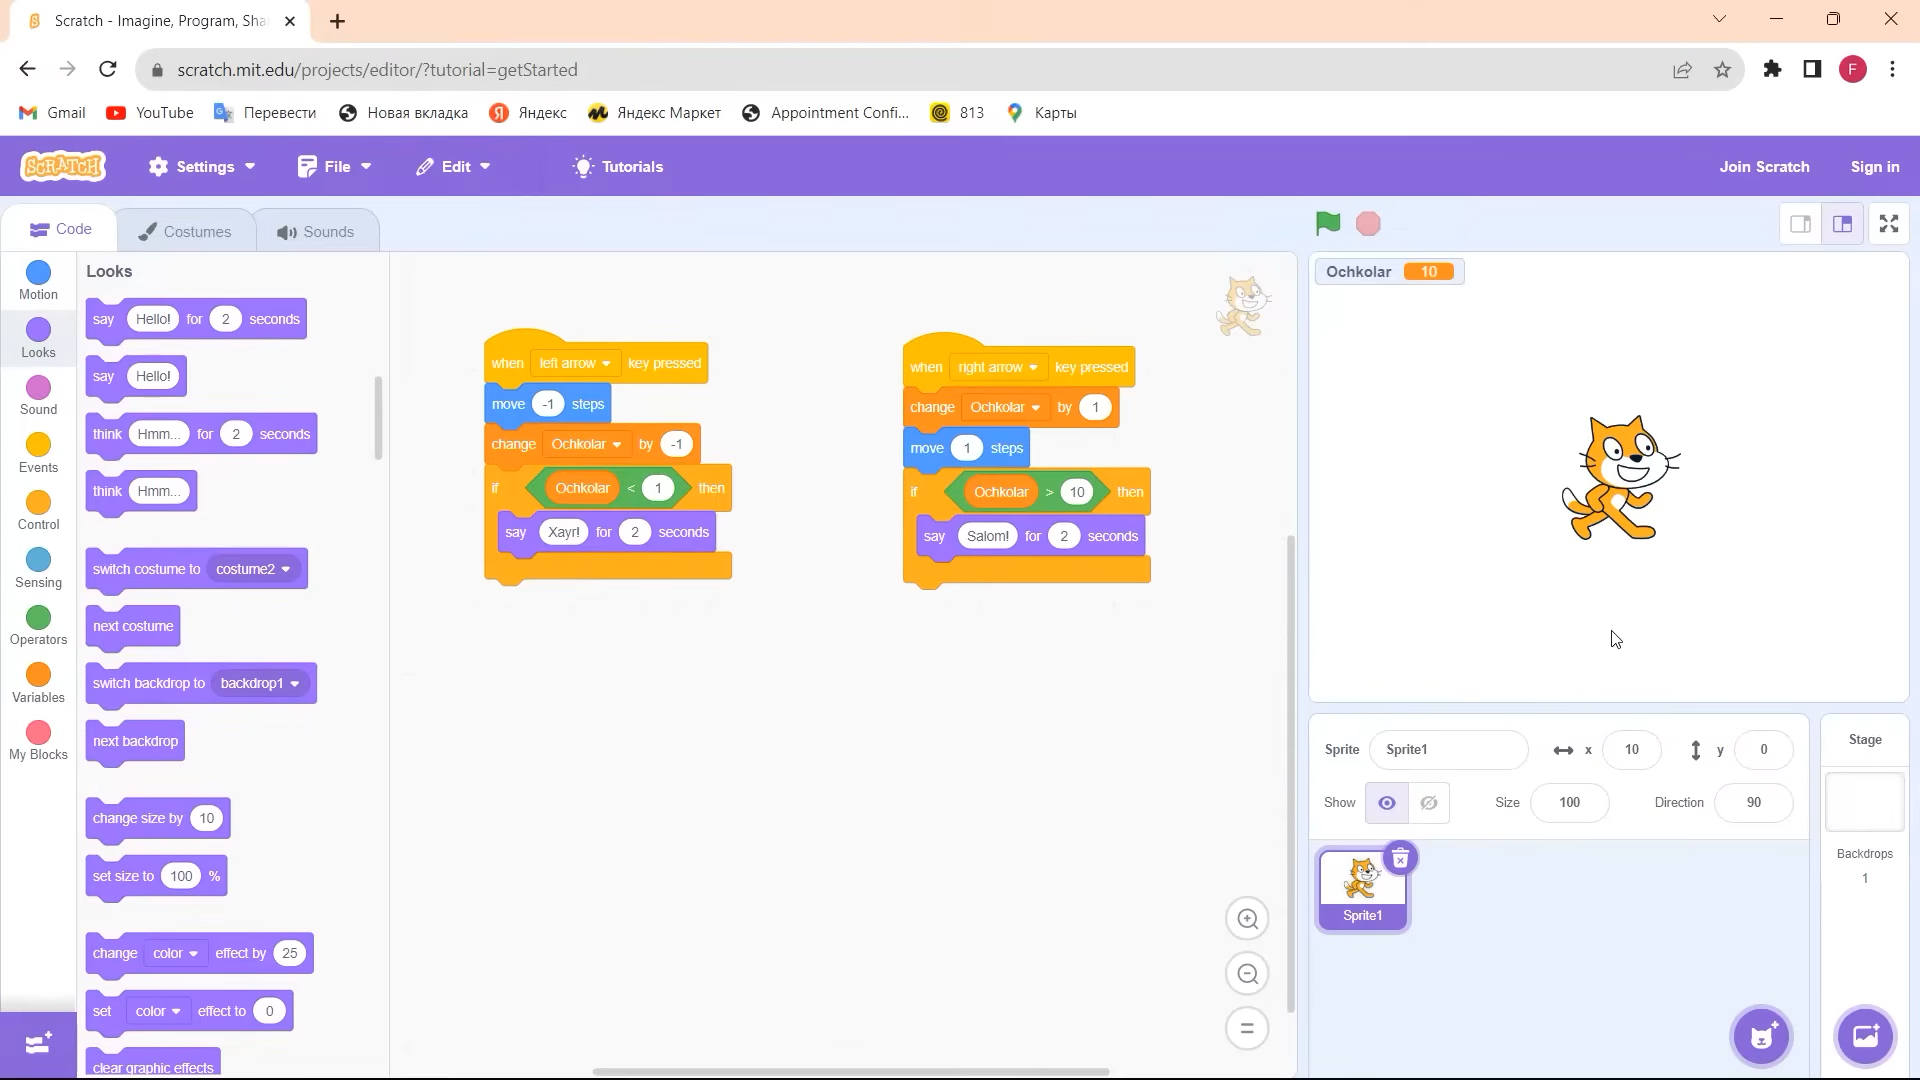 Scratch - Imagine, Program, Sha
scratch.mit.edu/projects/editor/?tutorial=getStarted
F
Gmail YouTube Перевести Новая вкладка Яндекс Яндекс Маркет Appointment Confi... 813 Карты
SCRATCH Settings File Edit Tutorials Join Scratch Sign in
Code Costumes Sounds
Motion
Looks
Sound
Events
Control
Sensing
Operators
Variables
My Blocks
Looks
say Hello! for 2 seconds
say Hello!
think Hmm... for 2 seconds
think Hmm...
switch costume to costume2
next costume
switch backdrop to backdrop1
next backdrop
change size by 10
set size to 100 %
change color effect by 25
set color effect to 0
clear graphic effects
when left arrow key pressed
move -1 steps
change Ochkolar by -1
if Ochkolar < 1 then
say Xayr! for 2 seconds
when right arrow key pressed
change Ochkolar by 1
move 1 steps
if Ochkolar > 10 then
say Salom! for 2 seconds
Ochkolar 10
Sprite Sprite1 x 10 y 0
Show Size 100 Direction 90
Sprite1
Stage
Backdrops
1